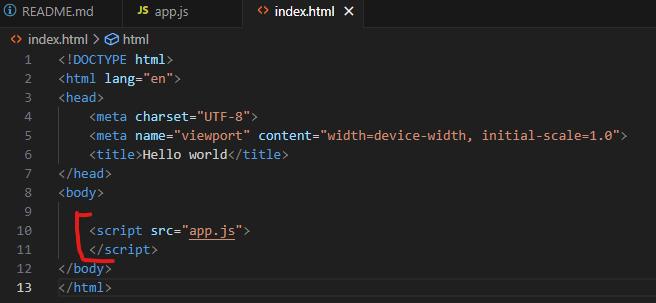 README.md JS app.js <> index.html ×
<> index.html > html
1 <!DOCTYPE html>
2 <html lang="en">
3 <head>
4     <meta charset="UTF-8">
5     <meta name="viewport" content="width=device-width, initial-scale=1.0">
6     <title>Hello world</title>
7 </head>
8 <body>
9
10     <script src="app.js">
11     </script>
12 </body>
13 </html>